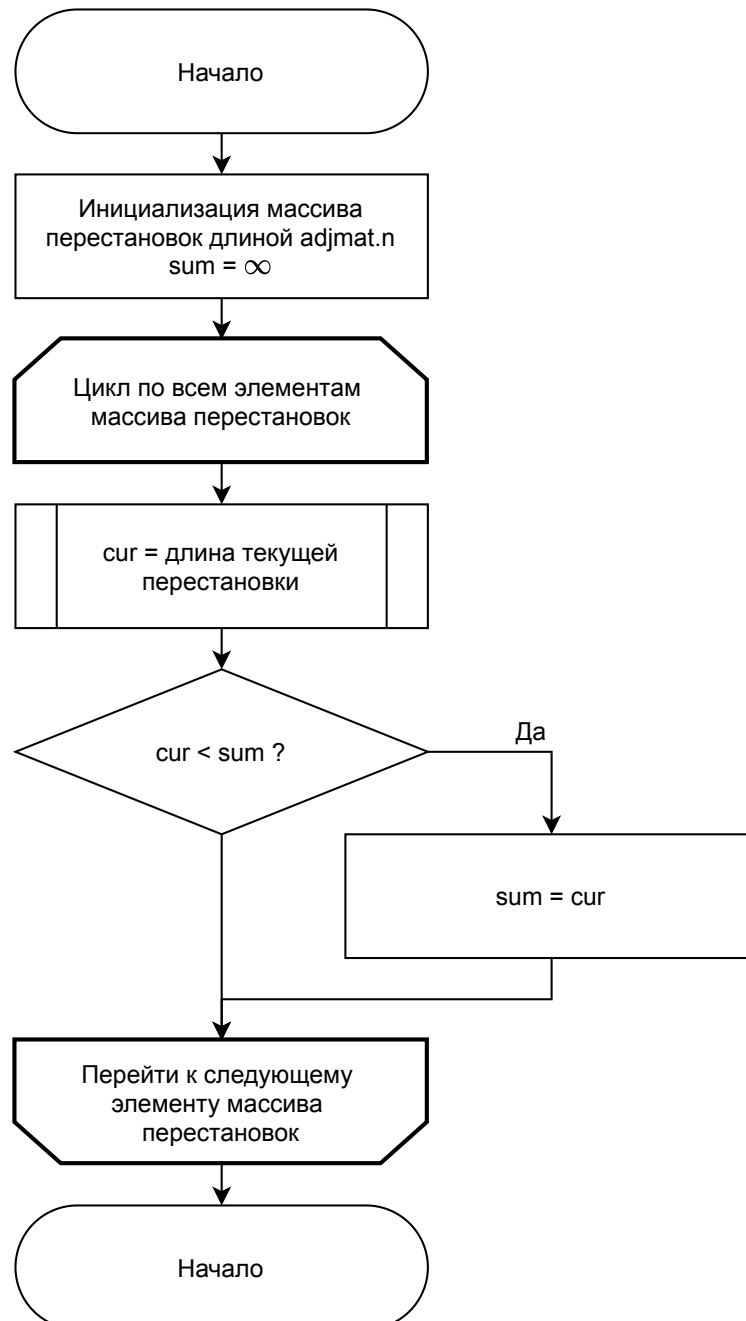 Начало
Инициализация массива
перестановок длиной adjmat.n
sum = ∞
Цикл по всем элементам
массива перестановок
cur = длина текущей
перестановки
cur < sum ?
Да
sum = cur
Перейти к следующему
элементу массива
перестановок
Начало